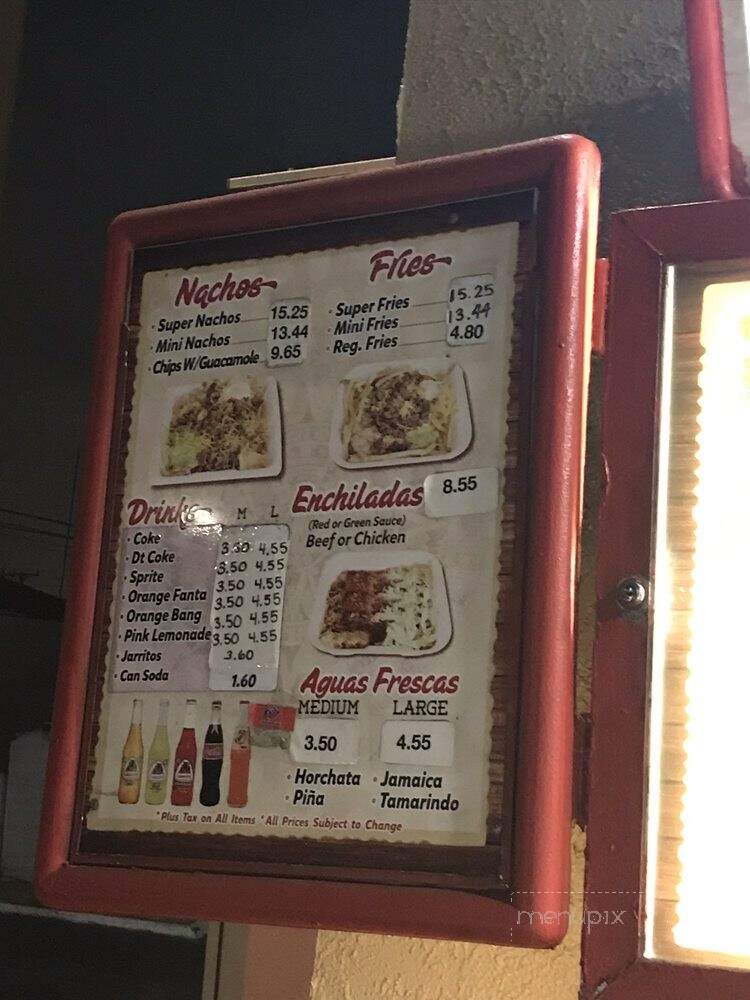 Nachos
· Super Nachos 15.25
· Mini Nachos 13.44
· Chips W/Guacamole 9.65
Fries
· Super Fries 15.25
· Mini Fries 13.44
· Reg. Fries 4.80
Drinks M L
· Coke 3.50 4.55
· Dt Coke 3.50 4.55
· Sprite 3.50 4.55
· Orange Fanta 3.50 4.55
· Orange Bang 3.50 4.55
· Pink Lemonade 3.50 4.55
· Jarritos 3.60
· Can Soda 1.60
Enchiladas 8.55
(Red or Green Sauce)
Beef or Chicken
Aguas Frescas
MEDIUM LARGE
3.50 4.55
· Horchata · Jamaica
· Piña · Tamarindo
*Plus Tax on All Items *All Prices Subject to Change
menupix